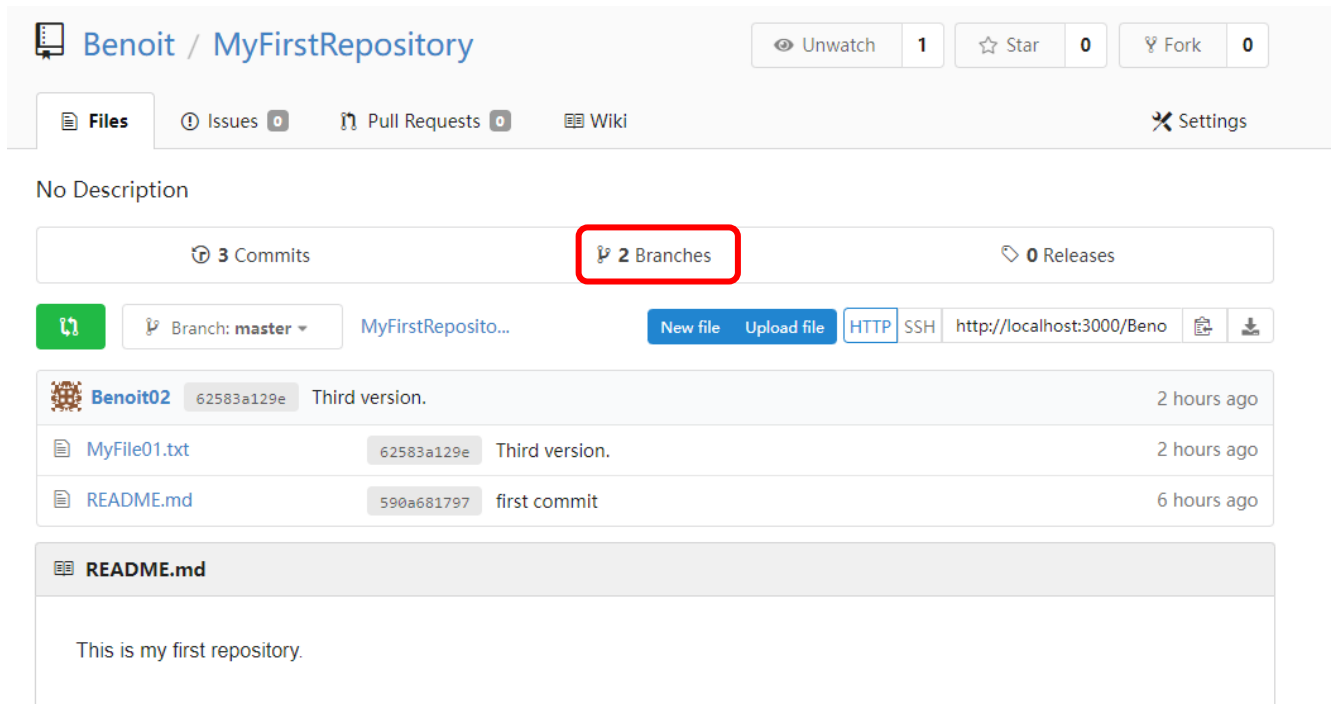 Benoit / MyFirstRepository
Unwatch 1 Star 0 Fork 0
Files Issues 0 Pull Requests 0 Wiki Settings
No Description
3 Commits 2 Branches 0 Releases
Branch: master MyFirstReposito... New file Upload file HTTP SSH http://localhost:3000/Beno
Benoit02 62583a129e Third version. 2 hours ago
MyFile01.txt 62583a129e Third version. 2 hours ago
README.md 590a681797 first commit 6 hours ago
README.md
This is my first repository.